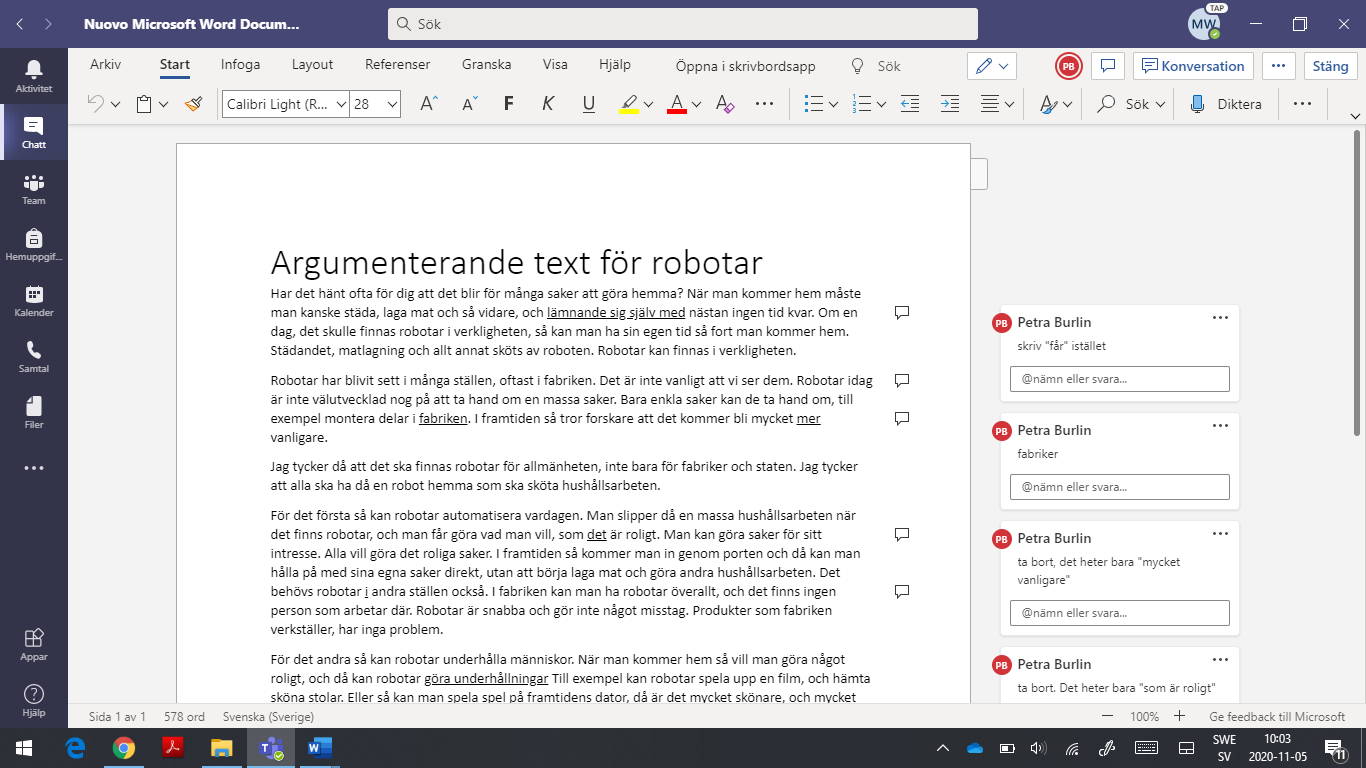 Nuovo Microsoft Word Docum...
Sök
TAP
MW
Aktivitet
Chatt
Team
Hemuppgif...
Kalender
Samtal
Filer
Appar
Hjälp
Arkiv Start Infoga Layout Referenser Granska Visa Hjälp Öppna i skrivbordsapp Sök PB Konversation Stäng
Calibri Light (R... 28 A A F K U A A Sök Diktera
Argumenterande text för robotar
Har det hänt ofta för dig att det blir för många saker att göra hemma? När man kommer hem måste
man kanske städa, laga mat och så vidare, och lämnande sig själv med nästan ingen tid kvar. Om en
dag, det skulle finnas robotar i verkligheten, så kan man ha sin egen tid så fort man kommer hem.
Städandet, matlagning och allt annat sköts av roboten. Robotar kan finnas i verkligheten.
Robotar har blivit sett i många ställen, oftast i fabriken. Det är inte vanligt att vi ser dem. Robotar idag
är inte välutvecklad nog på att ta hand om en massa saker. Bara enkla saker kan de ta hand om, till
exempel montera delar i fabriken. I framtiden så tror forskare att det kommer bli mycket mer
vanligare.
Jag tycker då att det ska finnas robotar för allmänheten, inte bara för fabriker och staten. Jag tycker
att alla ska ha då en robot hemma som ska sköta hushållsarbeten.
För det första så kan robotar automatisera vardagen. Man slipper då en massa hushållsarbeten när
det finns robotar, och man får göra vad man vill, som det är roligt. Man kan göra saker för sitt
intresse. Alla vill göra det roliga saker. I framtiden så kommer man in genom porten och då kan man
hålla på med sina egna saker direkt, utan att börja laga mat och göra andra hushållsarbeten. Det
behövs robotar i andra ställen också. I fabriken kan man ha robotar överallt, och det finns ingen
person som arbetar där. Robotar är snabba och gör inte något misstag. Produkter som fabriken
verkställer, har inga problem.
För det andra så kan robotar underhålla människor. När man kommer hem så vill man göra något
roligt, och då kan robotar göra underhållningar Till exempel kan robotar spela upp en film, och hämta
sköna stolar. Eller så kan man spela spel på framtidens dator, då är det mycket skönare, och mycket
PB Petra Burlin
skriv "får" istället
@nämn eller svara...
PB Petra Burlin
fabriker
@nämn eller svara...
PB Petra Burlin
ta bort, det heter bara "mycket
vanligare"
@nämn eller svara...
PB Petra Burlin
ta bort. Det heter bara "som är roligt"
Sida 1 av 1 578 ord Svenska (Sverige) 100% Ge feedback till Microsoft
SWE
SV
10:03
2020-11-05
11